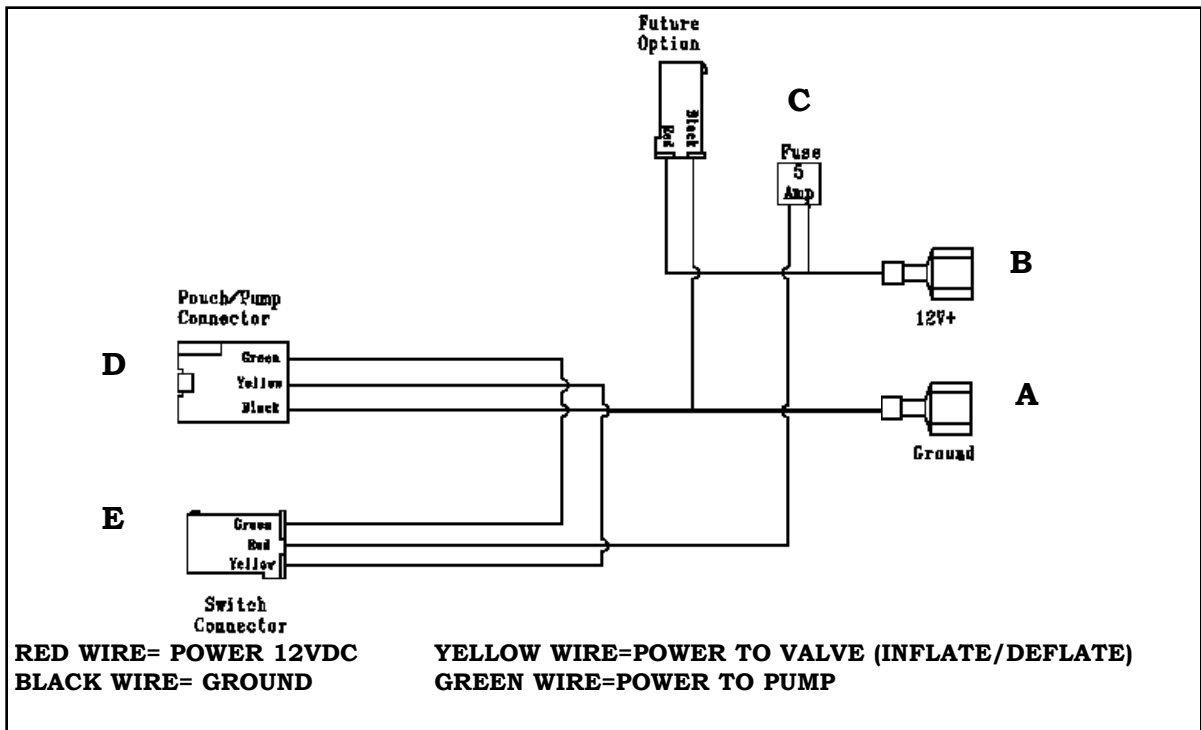 Future
Option
Red
Black
C
Fuse
5
Amp
B
12V+
Pouch/Pump
Connector
D
Green
Yellow
Black
A
Ground
E
Green
Red
Yellow
Switch
Connector
RED WIRE= POWER 12VDC
YELLOW WIRE=POWER TO VALVE (INFLATE/DEFLATE)
BLACK WIRE= GROUND
GREEN WIRE=POWER TO PUMP